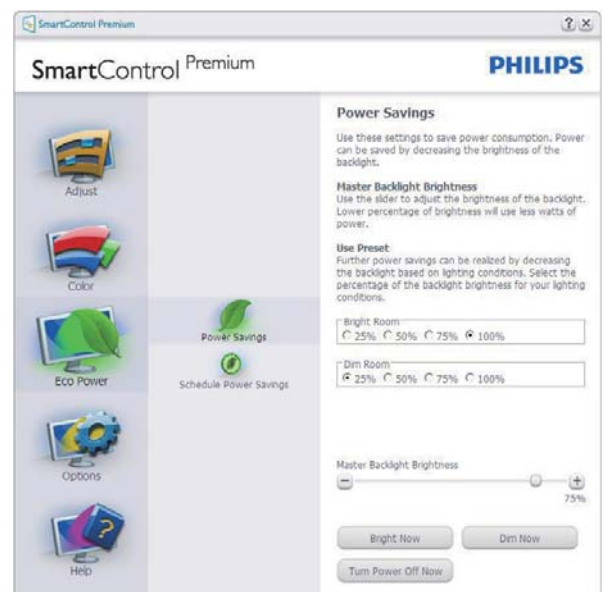 SmartControl Premium
? X
SmartControl Premium
PHILIPS
Adjust
Color
Eco Power
Options
Help
Power Savings
Schedule Power Savings
Power Savings
Use these settings to save power consumption. Power
can be saved by decreasing the brightness of the
backlight.
Master Backlight Brightness
Use the slider to adjust the brightness of the backlight.
Lower percentage of brightness will use less watts of
power.
Use Preset
Further power savings can be realized by decreasing
the backlight based on lighting conditions. Select the
percentage of the backlight brightness for your lighting
conditions.
Bright Room
25% 50% 75% 100%
Dim Room
25% 50% 75% 100%
Master Backlight Brightness
75%
Bright Now Dim Now
Turn Power Off Now